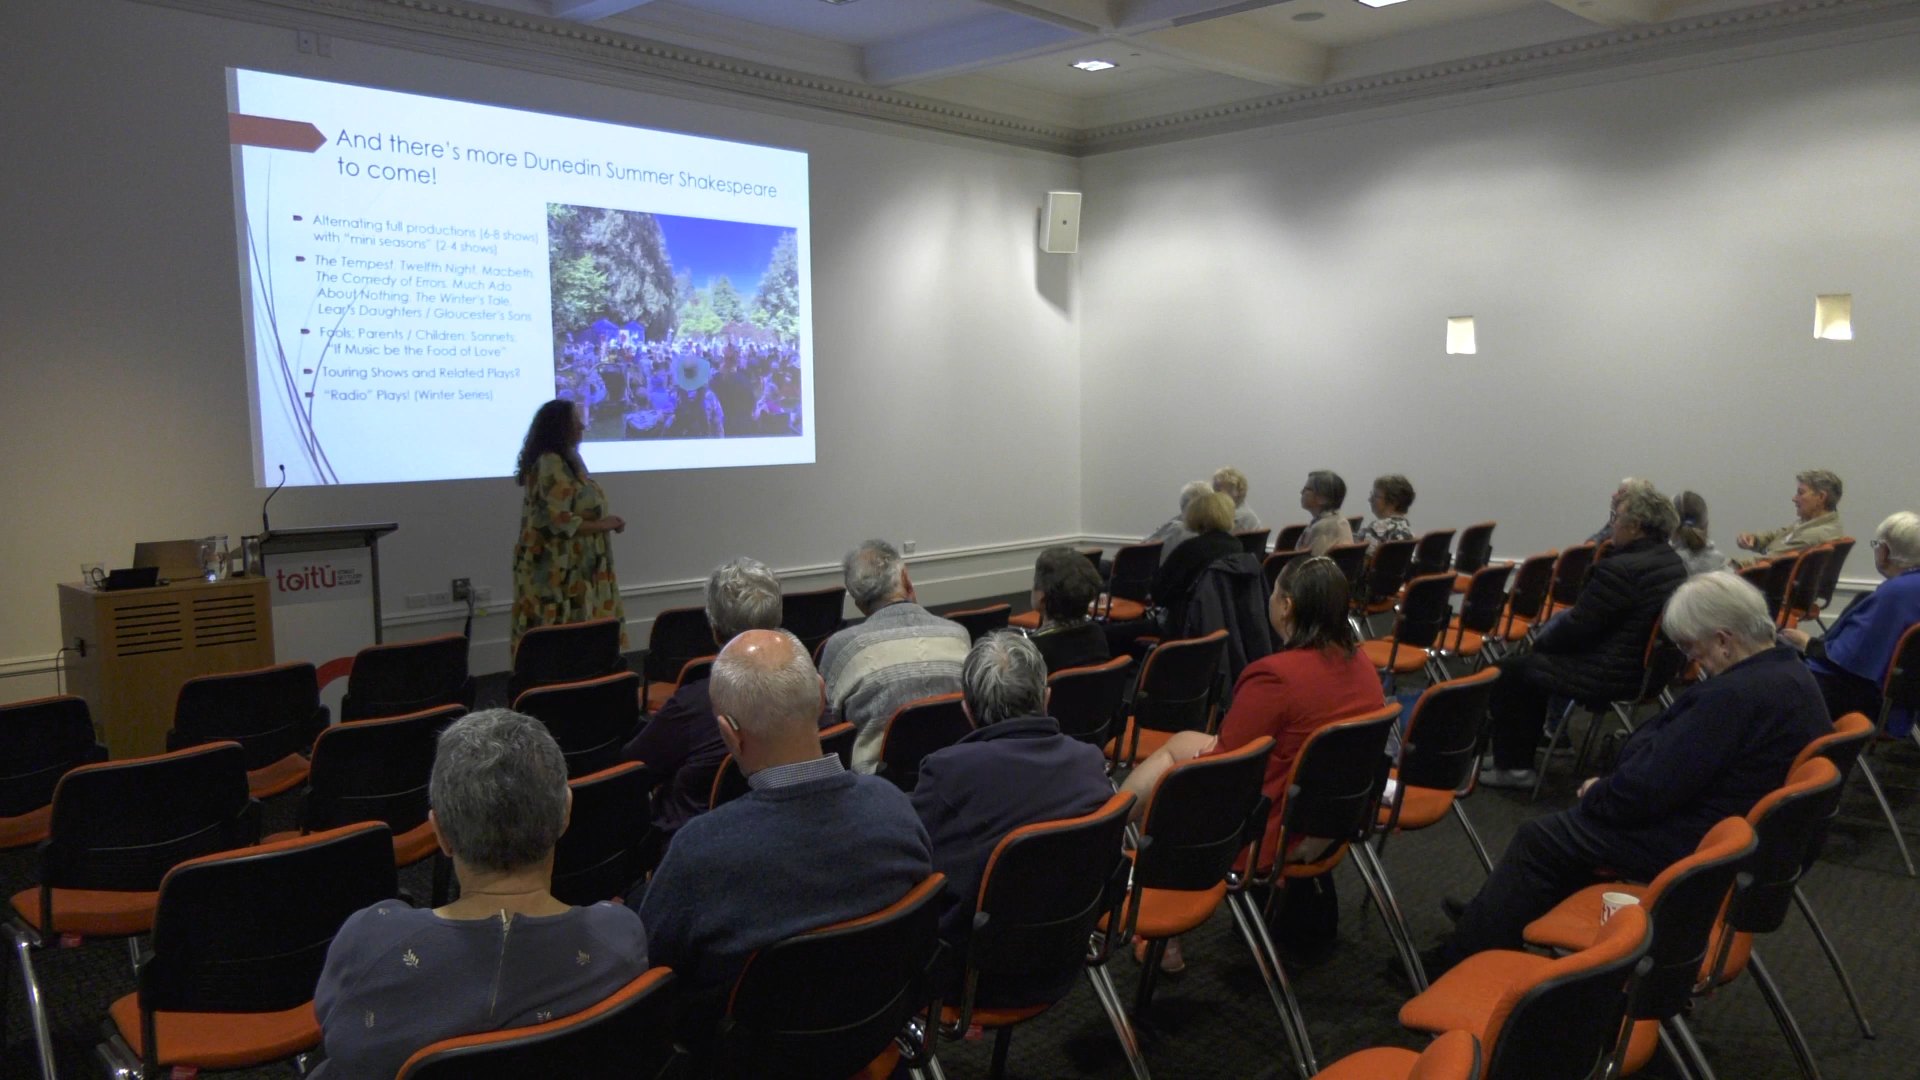 And there's more Dunedin Summer Shakespeare
to come!
Alternating full productions (6-8 shows)
with "mini seasons" (2-4 shows)
The Tempest, Twelfth Night, Macbeth,
The Comedy of Errors, Much Ado
About Nothing, The Winter's Tale,
Lear's Daughters / Gloucester's Sons
Fools; Parents / Children; Sonnets;
"If Music be the Food of Love"
Touring Shows and Related Plays?
"Radio" Plays! (Winter Series)
toitū
OTAGO
SETTLERS
MUSEUM